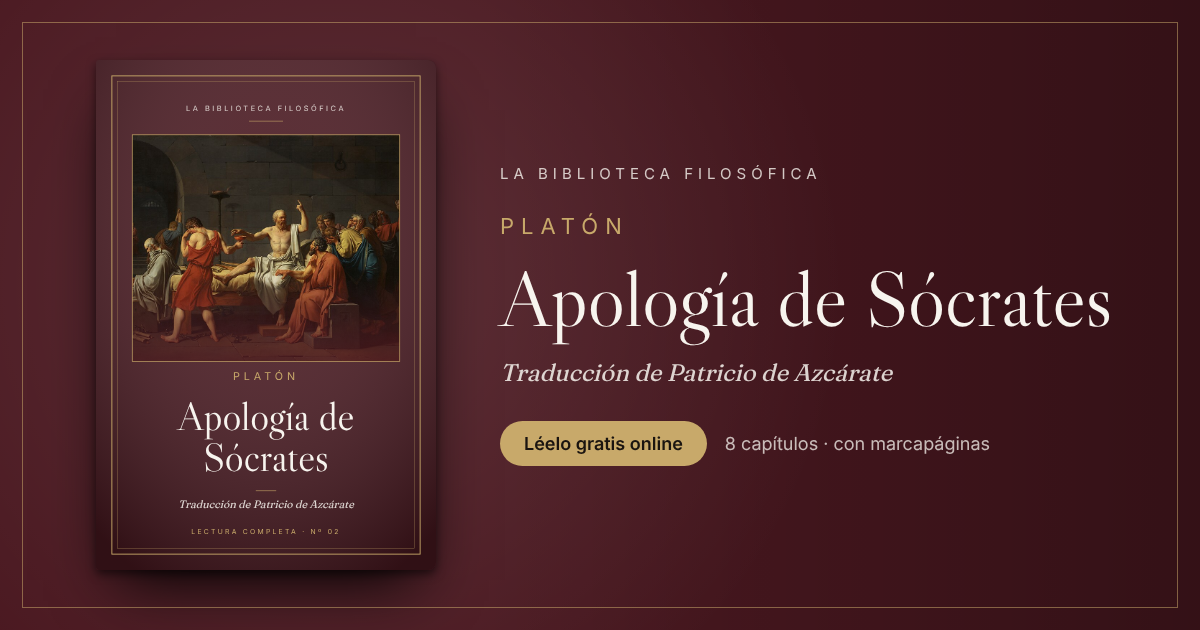 LA BIBLIOTECA FILOSÓFICA
PLATÓN
Apología de
Sócrates
Traducción de Patricio de Azcárate
LECTURA COMPLETA · Nº 02
LA BIBLIOTECA FILOSÓFICA
PLATÓN
Apología de Sócrates
Traducción de Patricio de Azcárate
Léelo gratis online
8 capítulos · con marcapáginas